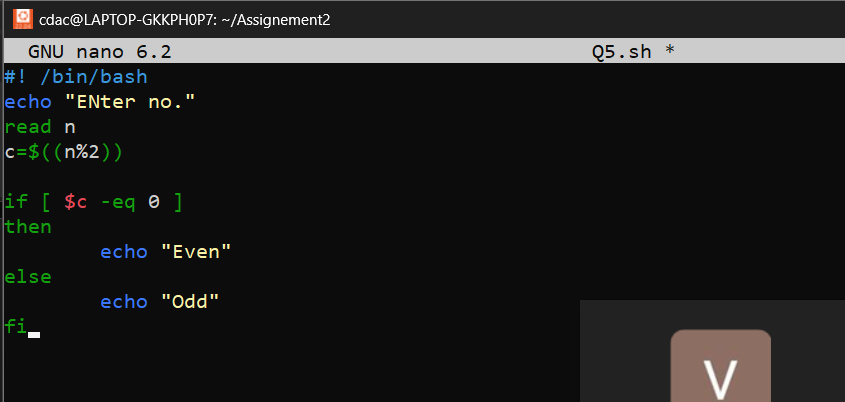 cdac@LAPTOP-GKKPH0P7: ~/Assignement2
GNU nano 6.2 Q5.sh *
#! /bin/bash
echo "ENter no."
read n
c=$((n%2))
if [ $c -eq 0 ]
then
echo "Even"
else
echo "Odd"
fi
V